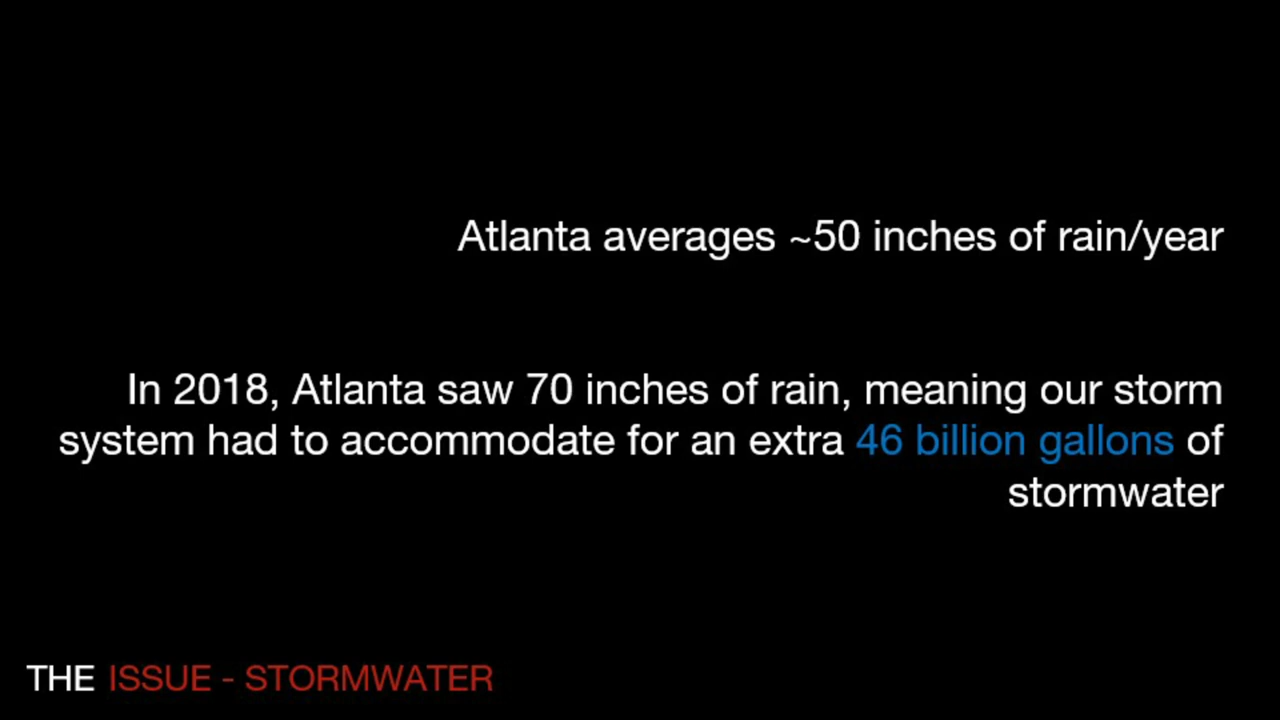 Atlanta averages ~50 inches of rain/year
In 2018, Atlanta saw 70 inches of rain, meaning our storm
system had to accommodate for an extra 46 billion gallons of
stormwater
THE ISSUE - STORMWATER